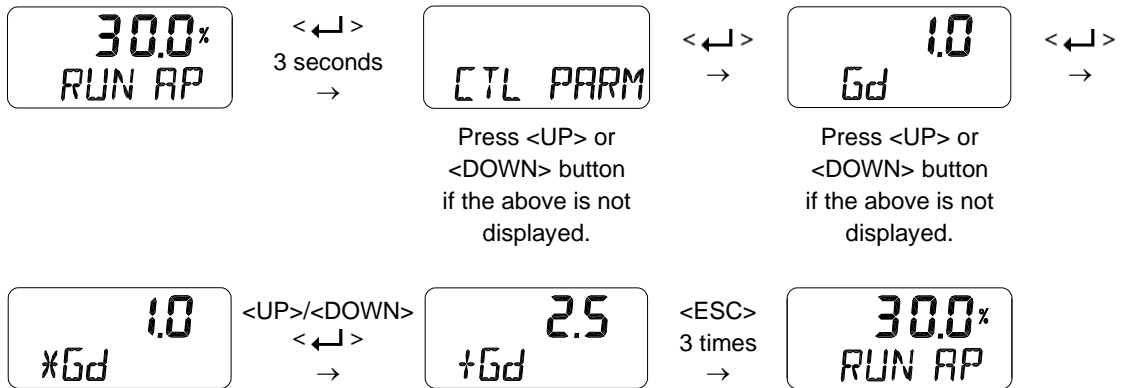 30.0%
RUN AP
<↵>
3 seconds
→
CTL PARM
Press <UP> or
<DOWN> button
if the above is not
displayed.
<↵>
→
1.0
Gd
Press <UP> or
<DOWN> button
if the above is not
displayed.
<↵>
→
1.0
*Gd
<UP>/<DOWN>
<↵>
→
2.5
+Gd
<ESC>
3 times
→
30.0%
RUN AP